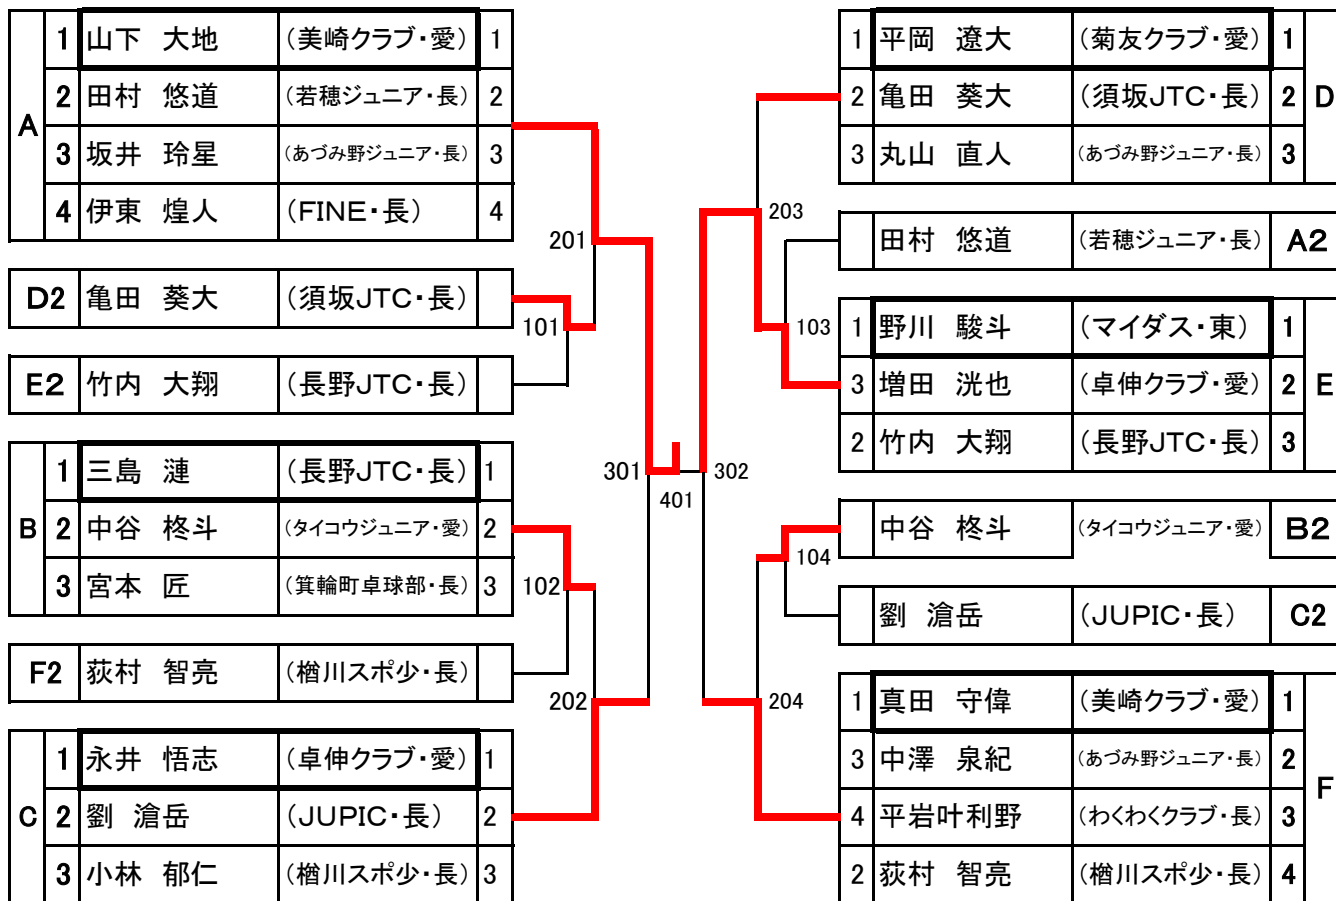 A
1 山下 大地 (美崎クラブ・愛) 1
2 田村 悠道 (若穂ジュニア・長) 2
3 坂井 玲星 (あづみ野ジュニア・長) 3
4 伊東 煌人 (FINE・長) 4
201
D2 亀田 葵大 (須坂JTC・長)
101
E2 竹内 大翔 (長野JTC・長)
B
1 三島 漣 (長野JTC・長) 1
2 中谷 柊斗 (タイコウジュニア・愛) 2
3 宮本 匠 (箕輪町卓球部・長) 3
102
F2 荻村 智亮 (楢川スポ少・長)
202
C
1 永井 悟志 (卓伸クラブ・愛) 1
2 劉 滄岳 (JUPIC・長) 2
3 小林 郁仁 (楢川スポ少・長) 3
301
401
302
1 平岡 遼大 (菊友クラブ・愛) 1
2 亀田 葵大 (須坂JTC・長) 2
3 丸山 直人 (あづみ野ジュニア・長) 3
D
203
田村 悠道 (若穂ジュニア・長) A2
103
1 野川 駿斗 (マイダス・東) 1
3 増田 洸也 (卓伸クラブ・愛) 2
2 竹内 大翔 (長野JTC・長) 3
E
中谷 柊斗 (タイコウジュニア・愛) B2
104
劉 滄岳 (JUPIC・長) C2
204
1 真田 守偉 (美崎クラブ・愛) 1
3 中澤 泉紀 (あづみ野ジュニア・長) 2
4 平岩叶利野 (わくわくクラブ・長) 3
2 荻村 智亮 (楢川スポ少・長) 4
F